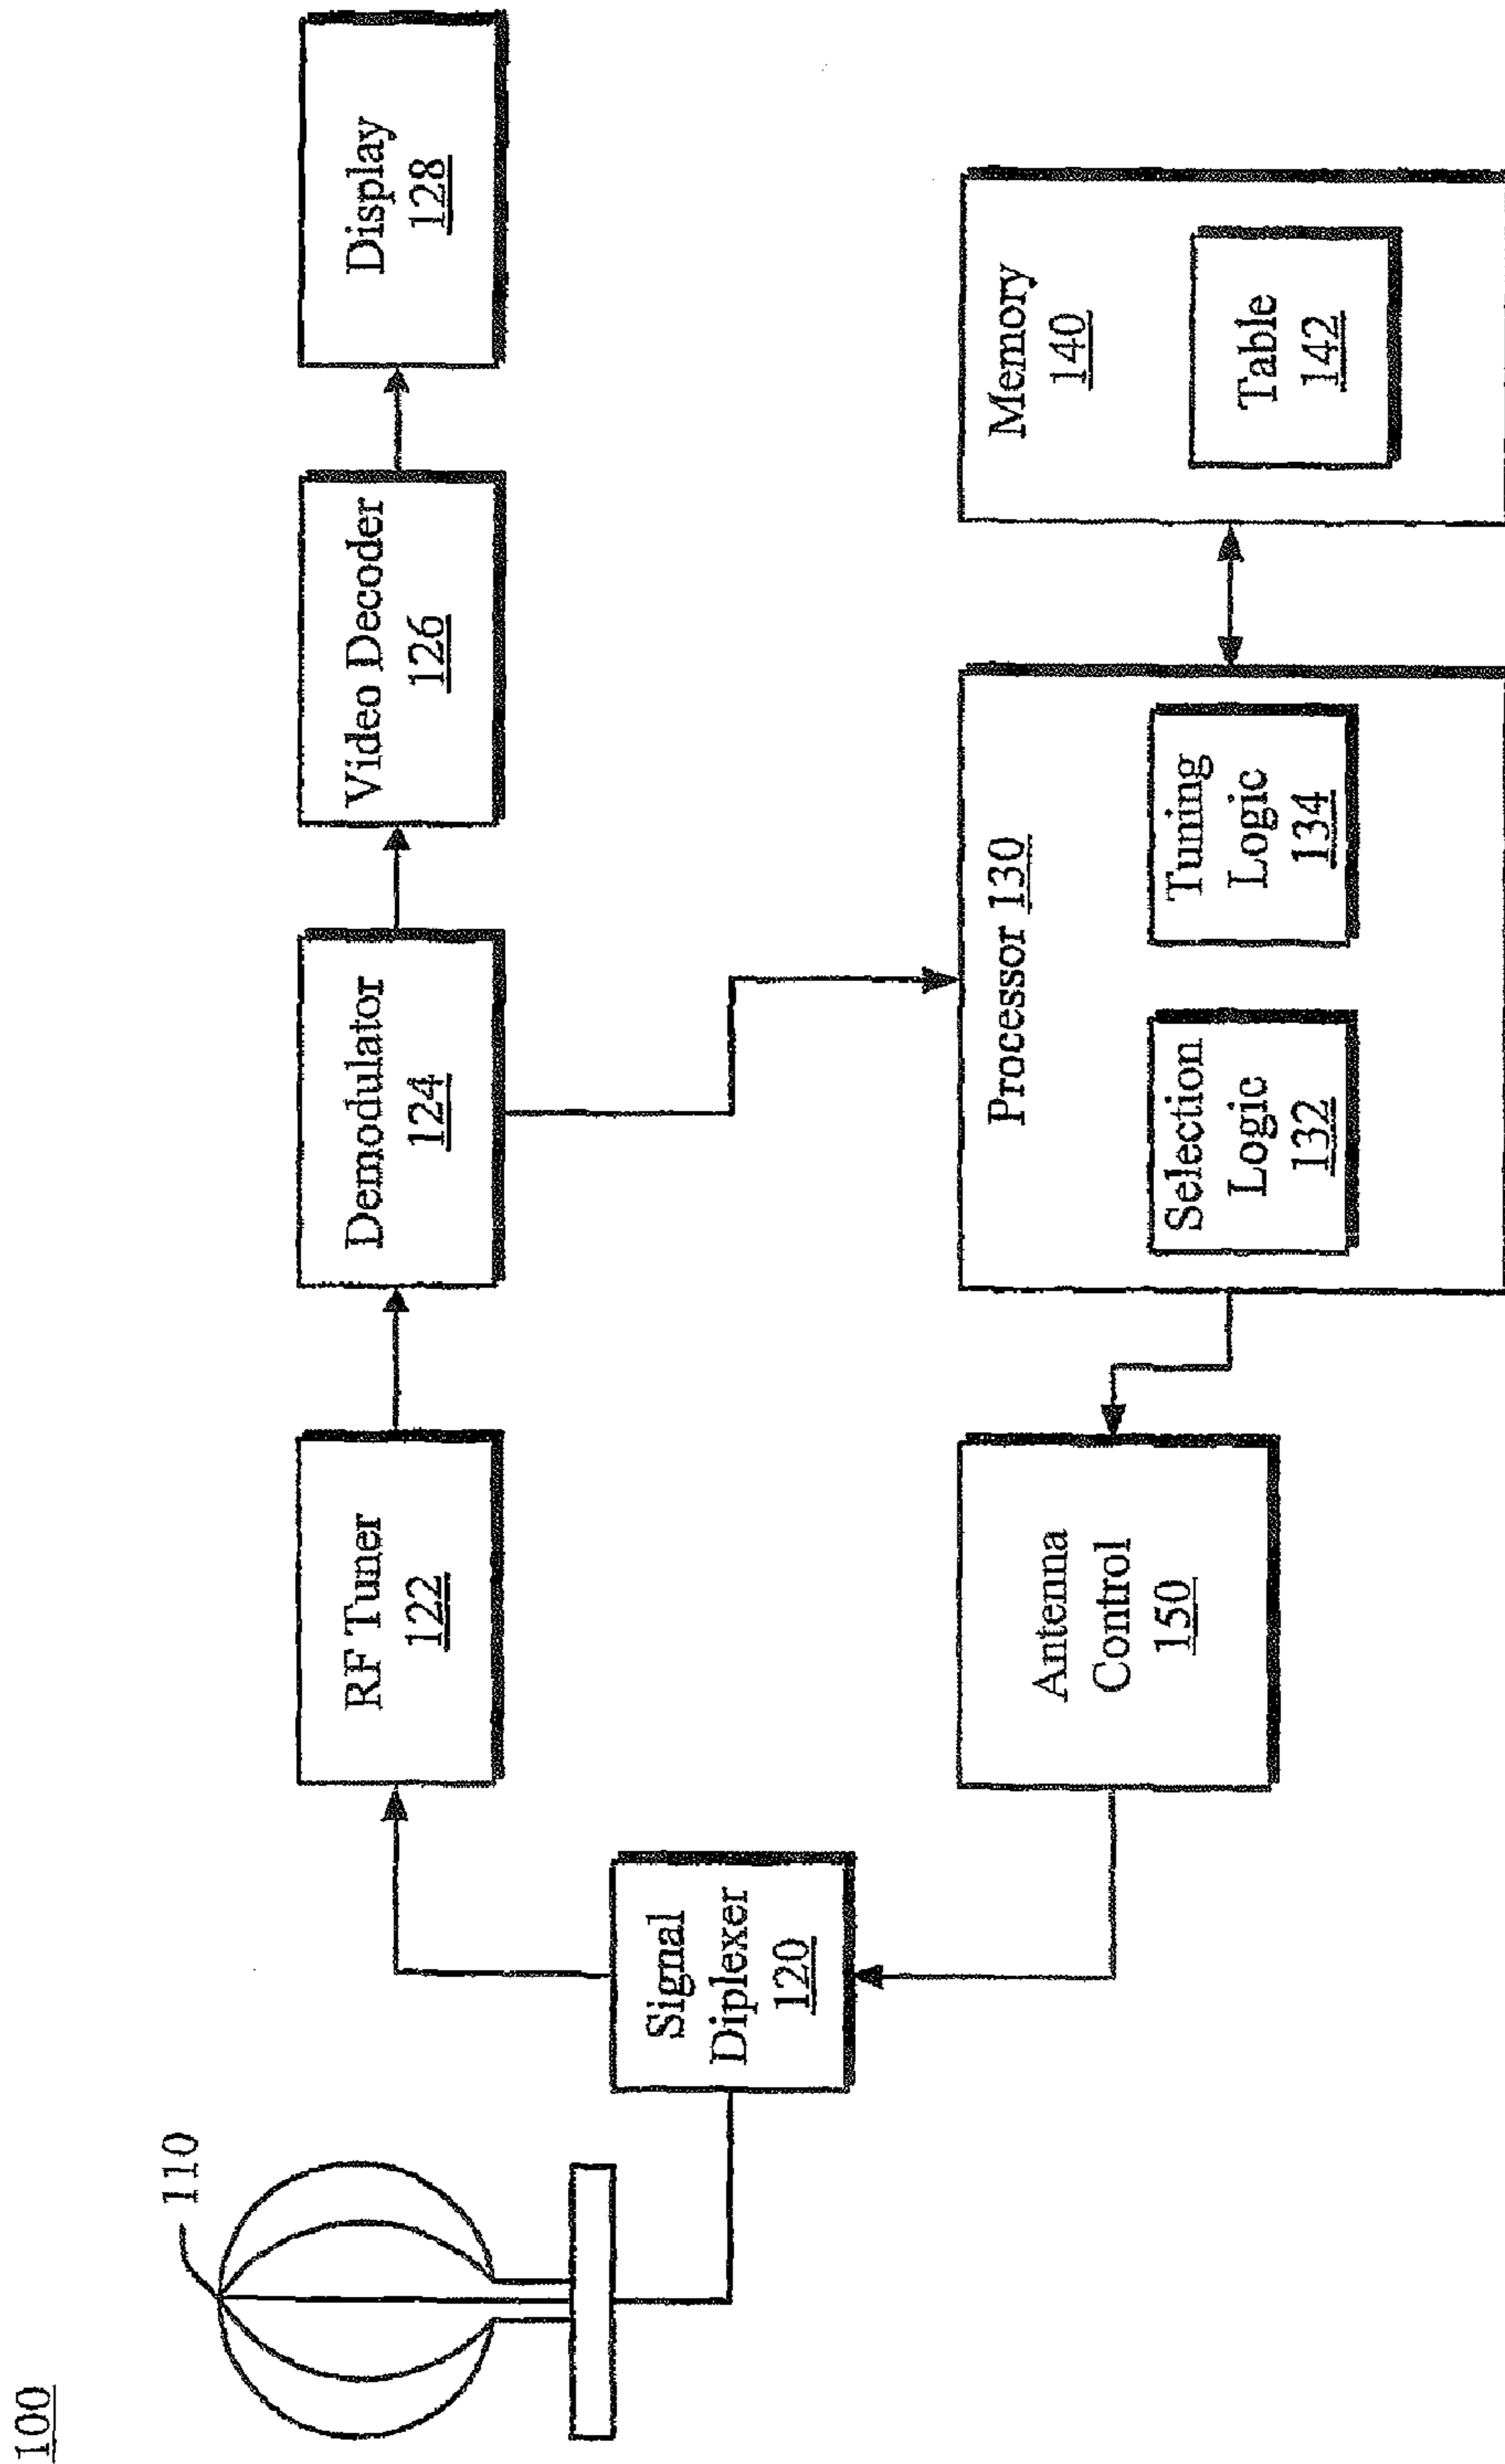 100
110
Signal
Diplexer
120
RF Tuner
122
Demodulator
124
Video Decoder
126
Display
128
Antenna
Control
150
Processor 130
Selection
Logic
132
Tuning
Logic
134
Memory
140
Table
142